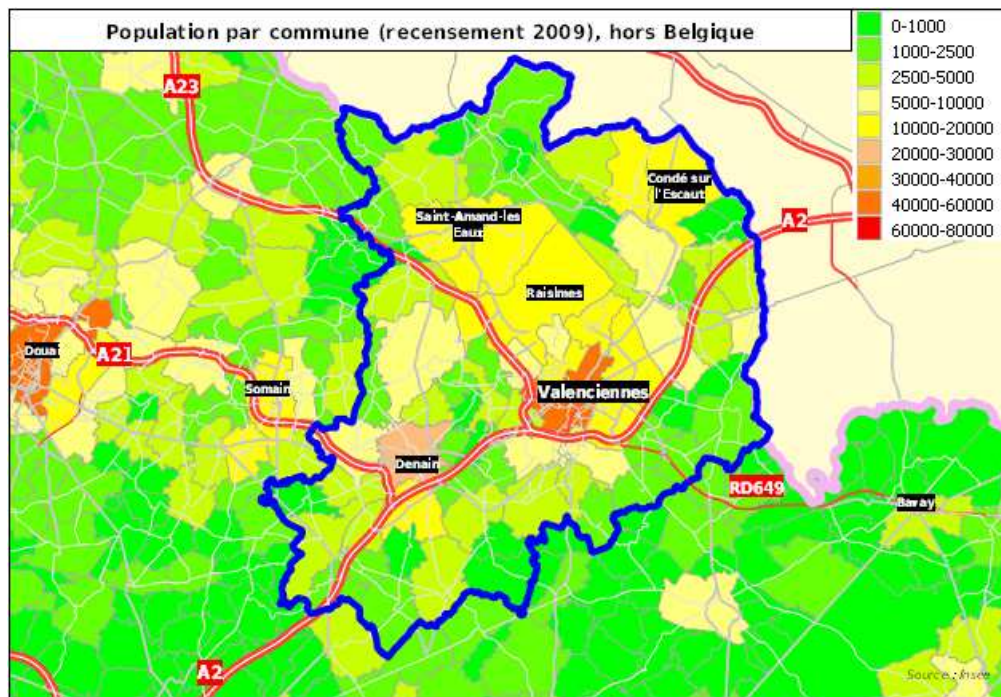 Population par commune (recensement 2009), hors Belgique
0-1000
1000-2500
2500-5000
5000-10000
10000-20000
20000-30000
30000-40000
40000-60000
60000-80000
A23
Condé sur
l'Escaut
Saint-Amand-les
Eaux
A2
Raismes
Douai
A21
Somain
Valenciennes
Denain
RD649
Bavay
A2
Source : Insee